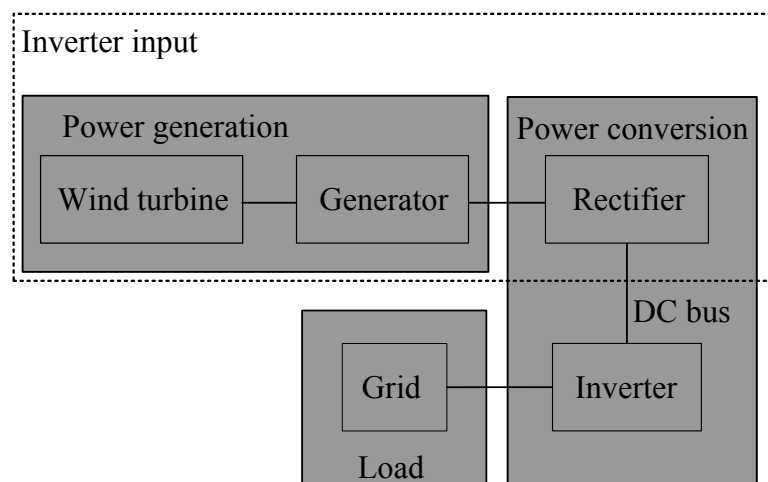 Inverter input
Power generation
Power conversion
Wind turbine
Generator
Rectifier
DC bus
Grid
Inverter
Load